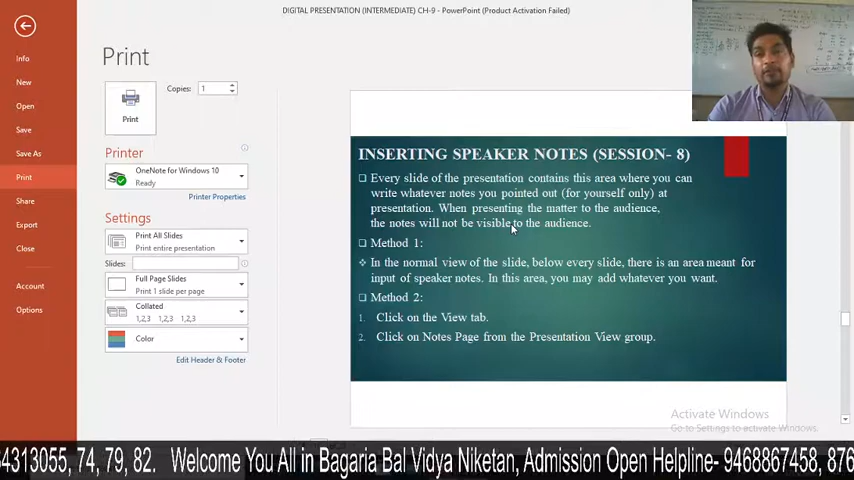 DIGITAL PRESENTATION (INTERMEDIATE) CH-9 - PowerPoint (Product Activation Failed)
Info
New
Open
Save
Save As
Print
Share
Export
Close
Account
Options
Print
Print
Copies: 1
Printer
OneNote for Windows 10
Ready
Printer Properties
Settings
Print All Slides
Print entire presentation
Slides:
Full Page Slides
Print 1 slide per page
Collated
1,2,3 1,2,3 1,2,3
Color
Edit Header & Footer
INSERTING SPEAKER NOTES (SESSION- 8)
Every slide of the presentation contains this area where you can
write whatever notes you pointed out (for yourself only) at
presentation. When presenting the matter to the audience,
the notes will not be visible to the audience.
Method 1:
In the normal view of the slide, below every slide, there is an area meant for
input of speaker notes. In this area, you may add whatever you want.
Method 2:
1. Click on the View tab.
2. Click on Notes Page from the Presentation View group.
Activate Windows
Go to Settings to activate Windows.
4313055, 74, 79, 82. Welcome You All in Bagaria Bal Vidya Niketan, Admission Open Helpline- 9468867458, 876